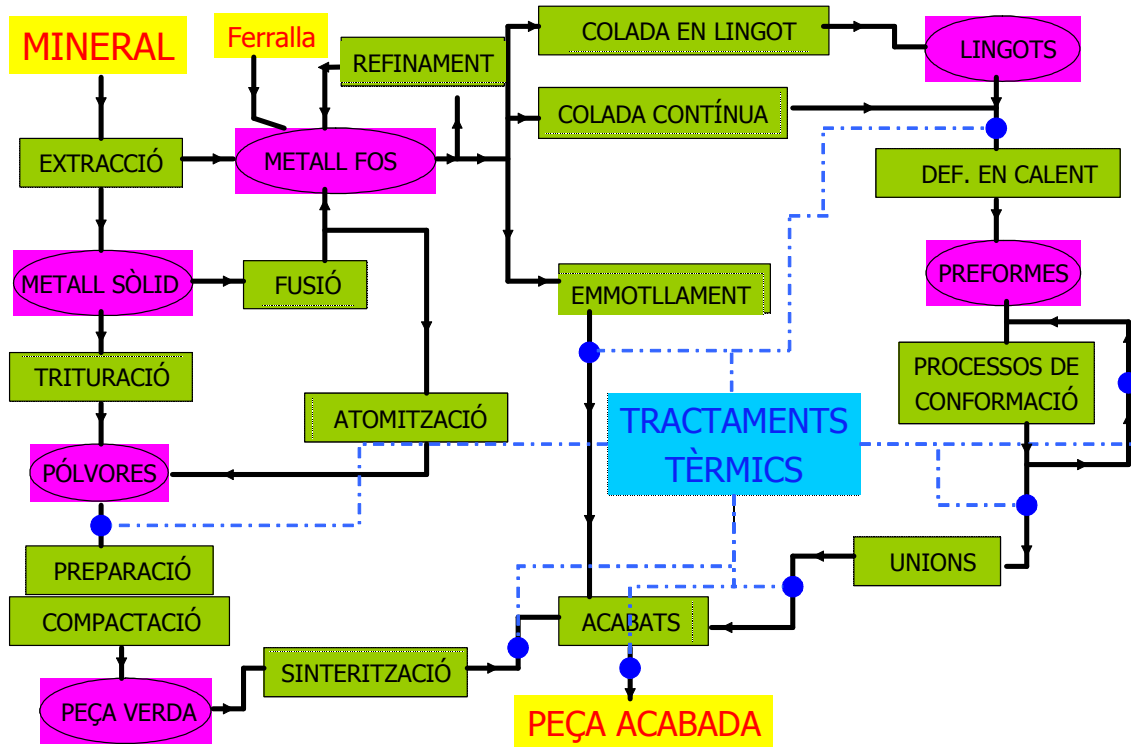 MINERAL
Ferralla
REFINAMENT
COLADA EN LINGOT
LINGOTS
COLADA CONTÍNUA
EXTRACCIÓ
METALL FOS
DEF. EN CALENT
METALL SÒLID
FUSIÓ
EMMOTLLAMENT
PREFORMES
TRITURACIÓ
ATOMITZACIÓ
TRACTAMENTS
TÈRMICS
PROCESSOS DE
CONFORMACIÓ
PÓLVORES
PREPARACIÓ
UNIONS
COMPACTACIÓ
ACABATS
SINTERITZACIÓ
PEÇA VERDA
PEÇA ACABADA